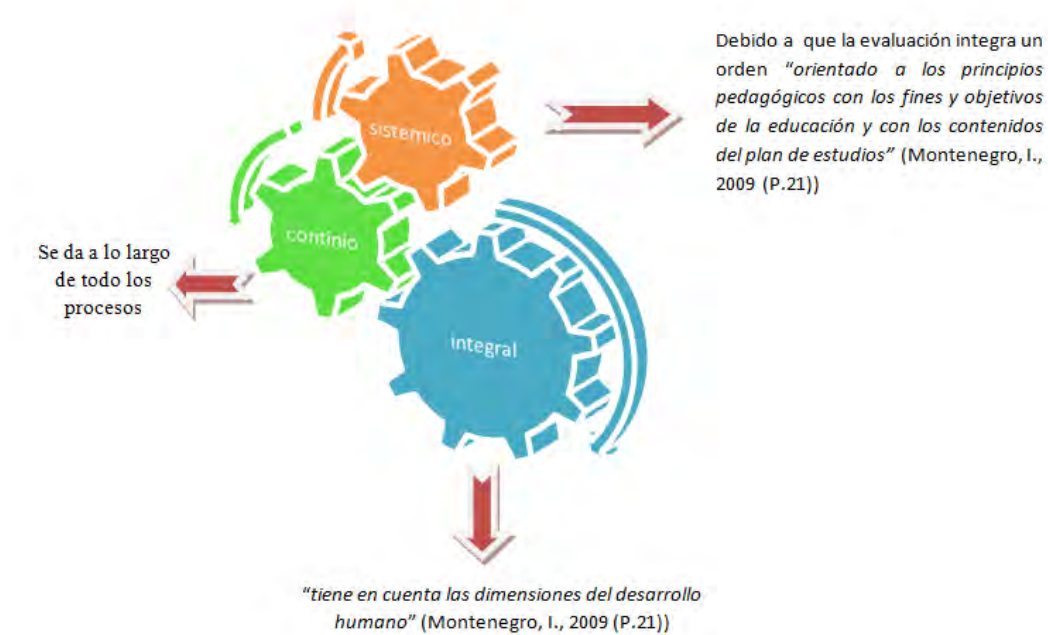 Debido a que la evaluación integra un
orden “orientado a los principios
pedagógicos con los fines y objetivos
de la educación y con los contenidos
del plan de estudios” (Montenegro, I.,
2009 (P.21))
sistemico
continio
Se da a lo largo
de todo los
procesos
integral
“tiene en cuenta las dimensiones del desarrollo
humano” (Montenegro, I., 2009 (P.21))